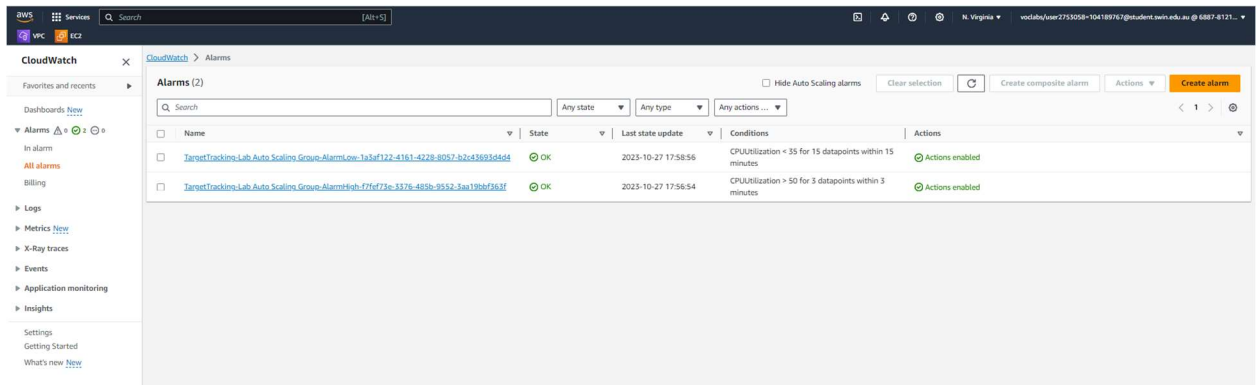 aws Services Search [Alt+S] N. Virginia ▼ voclabs/user2753058=104189767@student.swin.edu.au @ 6887-8121... ▼
VPC EC2
CloudWatch
Favorites and recents
Dashboards New
Alarms 0 2 0
In alarm
All alarms
Billing
Logs
Metrics New
X-Ray traces
Events
Application monitoring
Insights
Settings
Getting Started
What's new New
CloudWatch > Alarms
Alarms (2) Hide Auto Scaling alarms Clear selection Create composite alarm Actions ▼ Create alarm
Search Any state ▼ Any type ▼ Any actions ... ▼ < 1 >
Name State Last state update Conditions Actions
TargetTracking-Lab Auto Scaling Group-AlarmLow-1a3af122-4161-4228-8057-b2c43693d4d4 OK 2023-10-27 17:58:56 CPUUtilization < 35 for 15 datapoints within 15 Actions enabled
minutes
TargetTracking-Lab Auto Scaling Group-AlarmHigh-f7fef73e-3376-485b-9552-3aa19bbf363f OK 2023-10-27 17:56:54 CPUUtilization > 50 for 3 datapoints within 3 Actions enabled
minutes